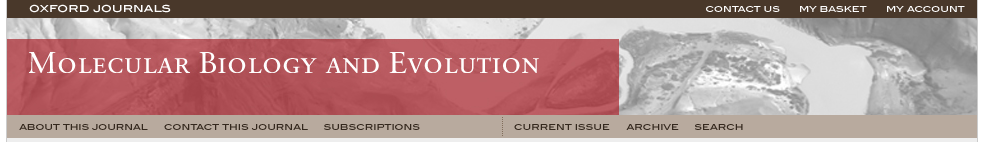 OXFORD JOURNALS CONTACT US MY BASKET MY ACCOUNT
MOLECULAR BIOLOGY AND EVOLUTION
ABOUT THIS JOURNAL CONTACT THIS JOURNAL SUBSCRIPTIONS CURRENT ISSUE ARCHIVE SEARCH